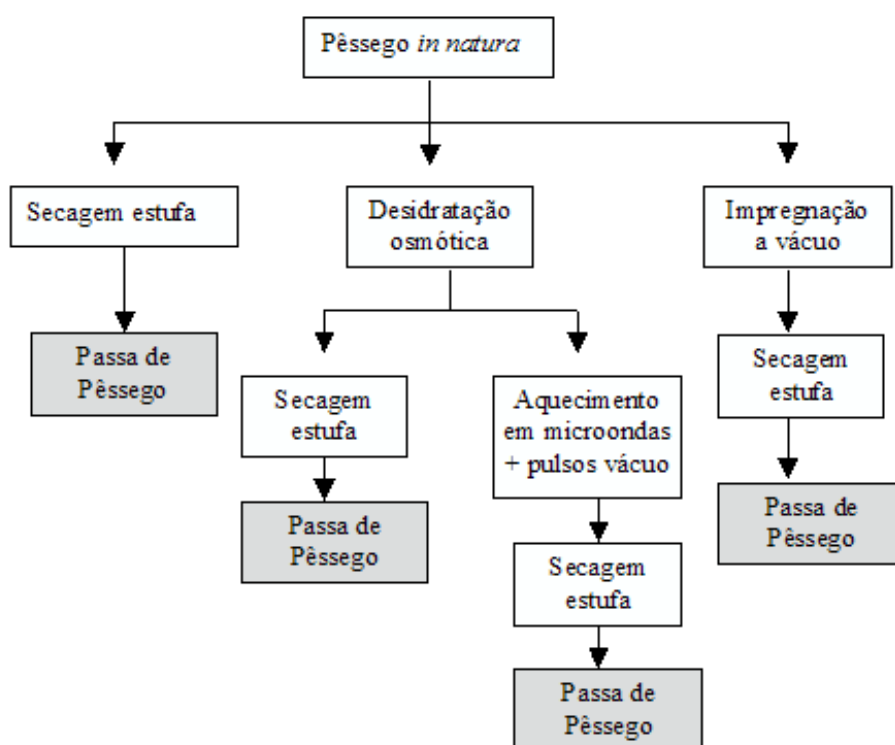 Pêssego in natura
Secagem estufa
Desidratação
osmótica
Impregnação
a vácuo
Passa de
Pêssego
Secagem
estufa
Aquecimento
em microondas
+ pulsos vácuo
Secagem
estufa
Passa de
Pêssego
Passa de
Pêssego
Secagem
estufa
Passa de
Pêssego